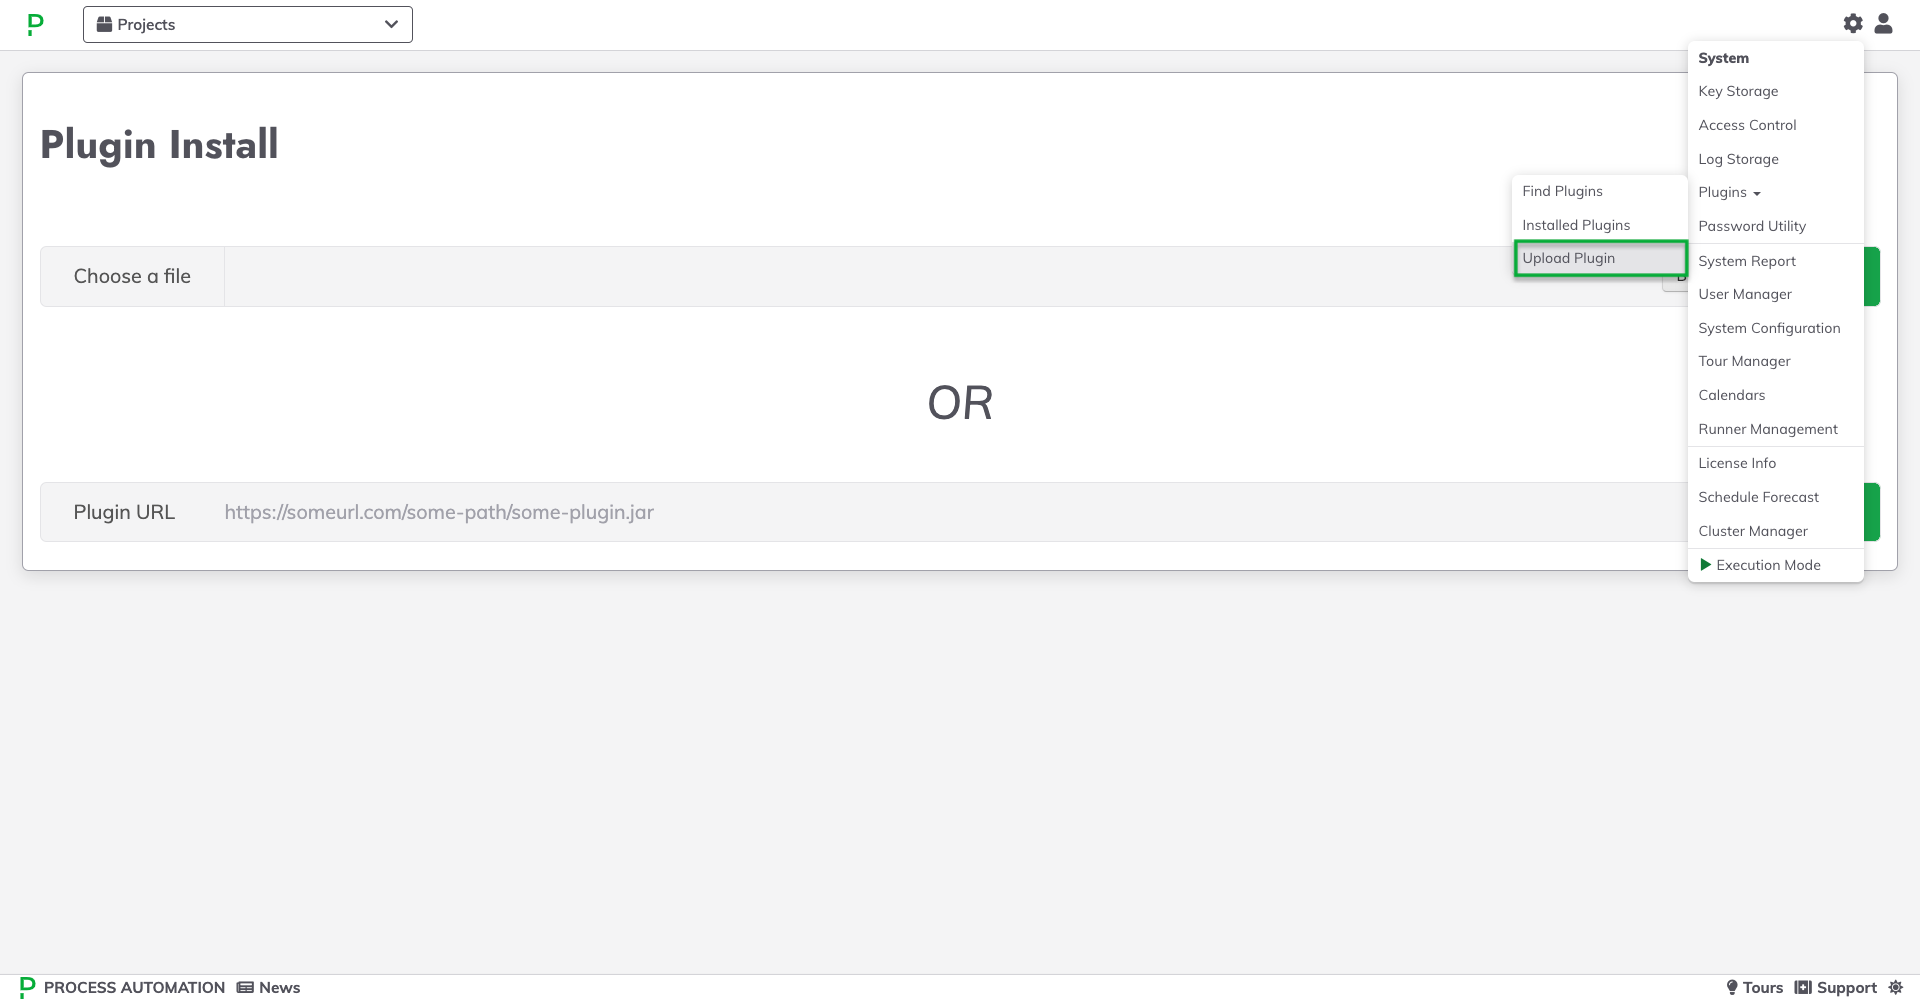 Projects
Plugin Install
Choose a file
OR
Plugin URL
https://someurl.com/some-path/some-plugin.jar
System
Key Storage
Access Control
Log Storage
Plugins
Find Plugins
Installed Plugins
Upload Plugin
Password Utility
System Report
User Manager
System Configuration
Tour Manager
Calendars
Runner Management
License Info
Schedule Forecast
Cluster Manager
Execution Mode
PROCESS AUTOMATION News
Tours Support